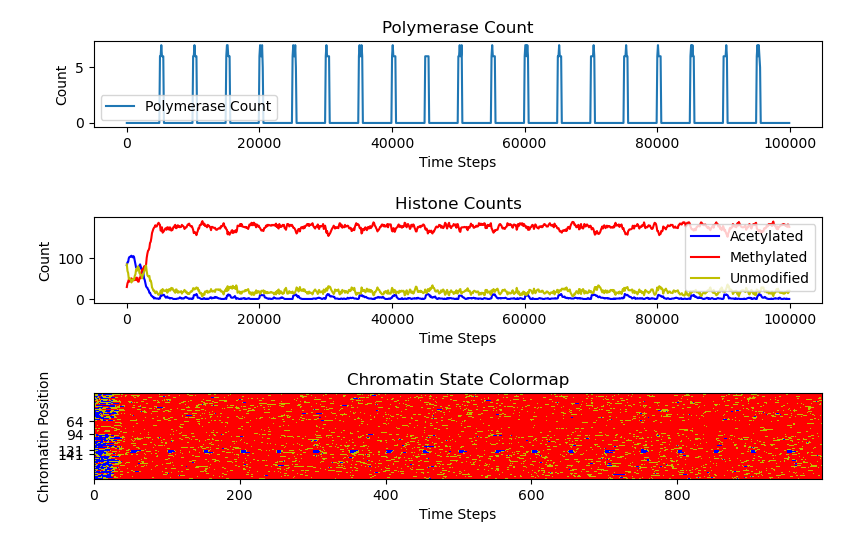 Polymerase Count
Count
5
0
Polymerase Count
0 20000 40000 60000 80000 100000
Time Steps
Histone Counts
Count
100
0
Acetylated
Methylated
Unmodified
0 20000 40000 60000 80000 100000
Time Steps
Chromatin State Colormap
Chromatin Position
64
94
131
141
0 200 400 600 800
Time Steps